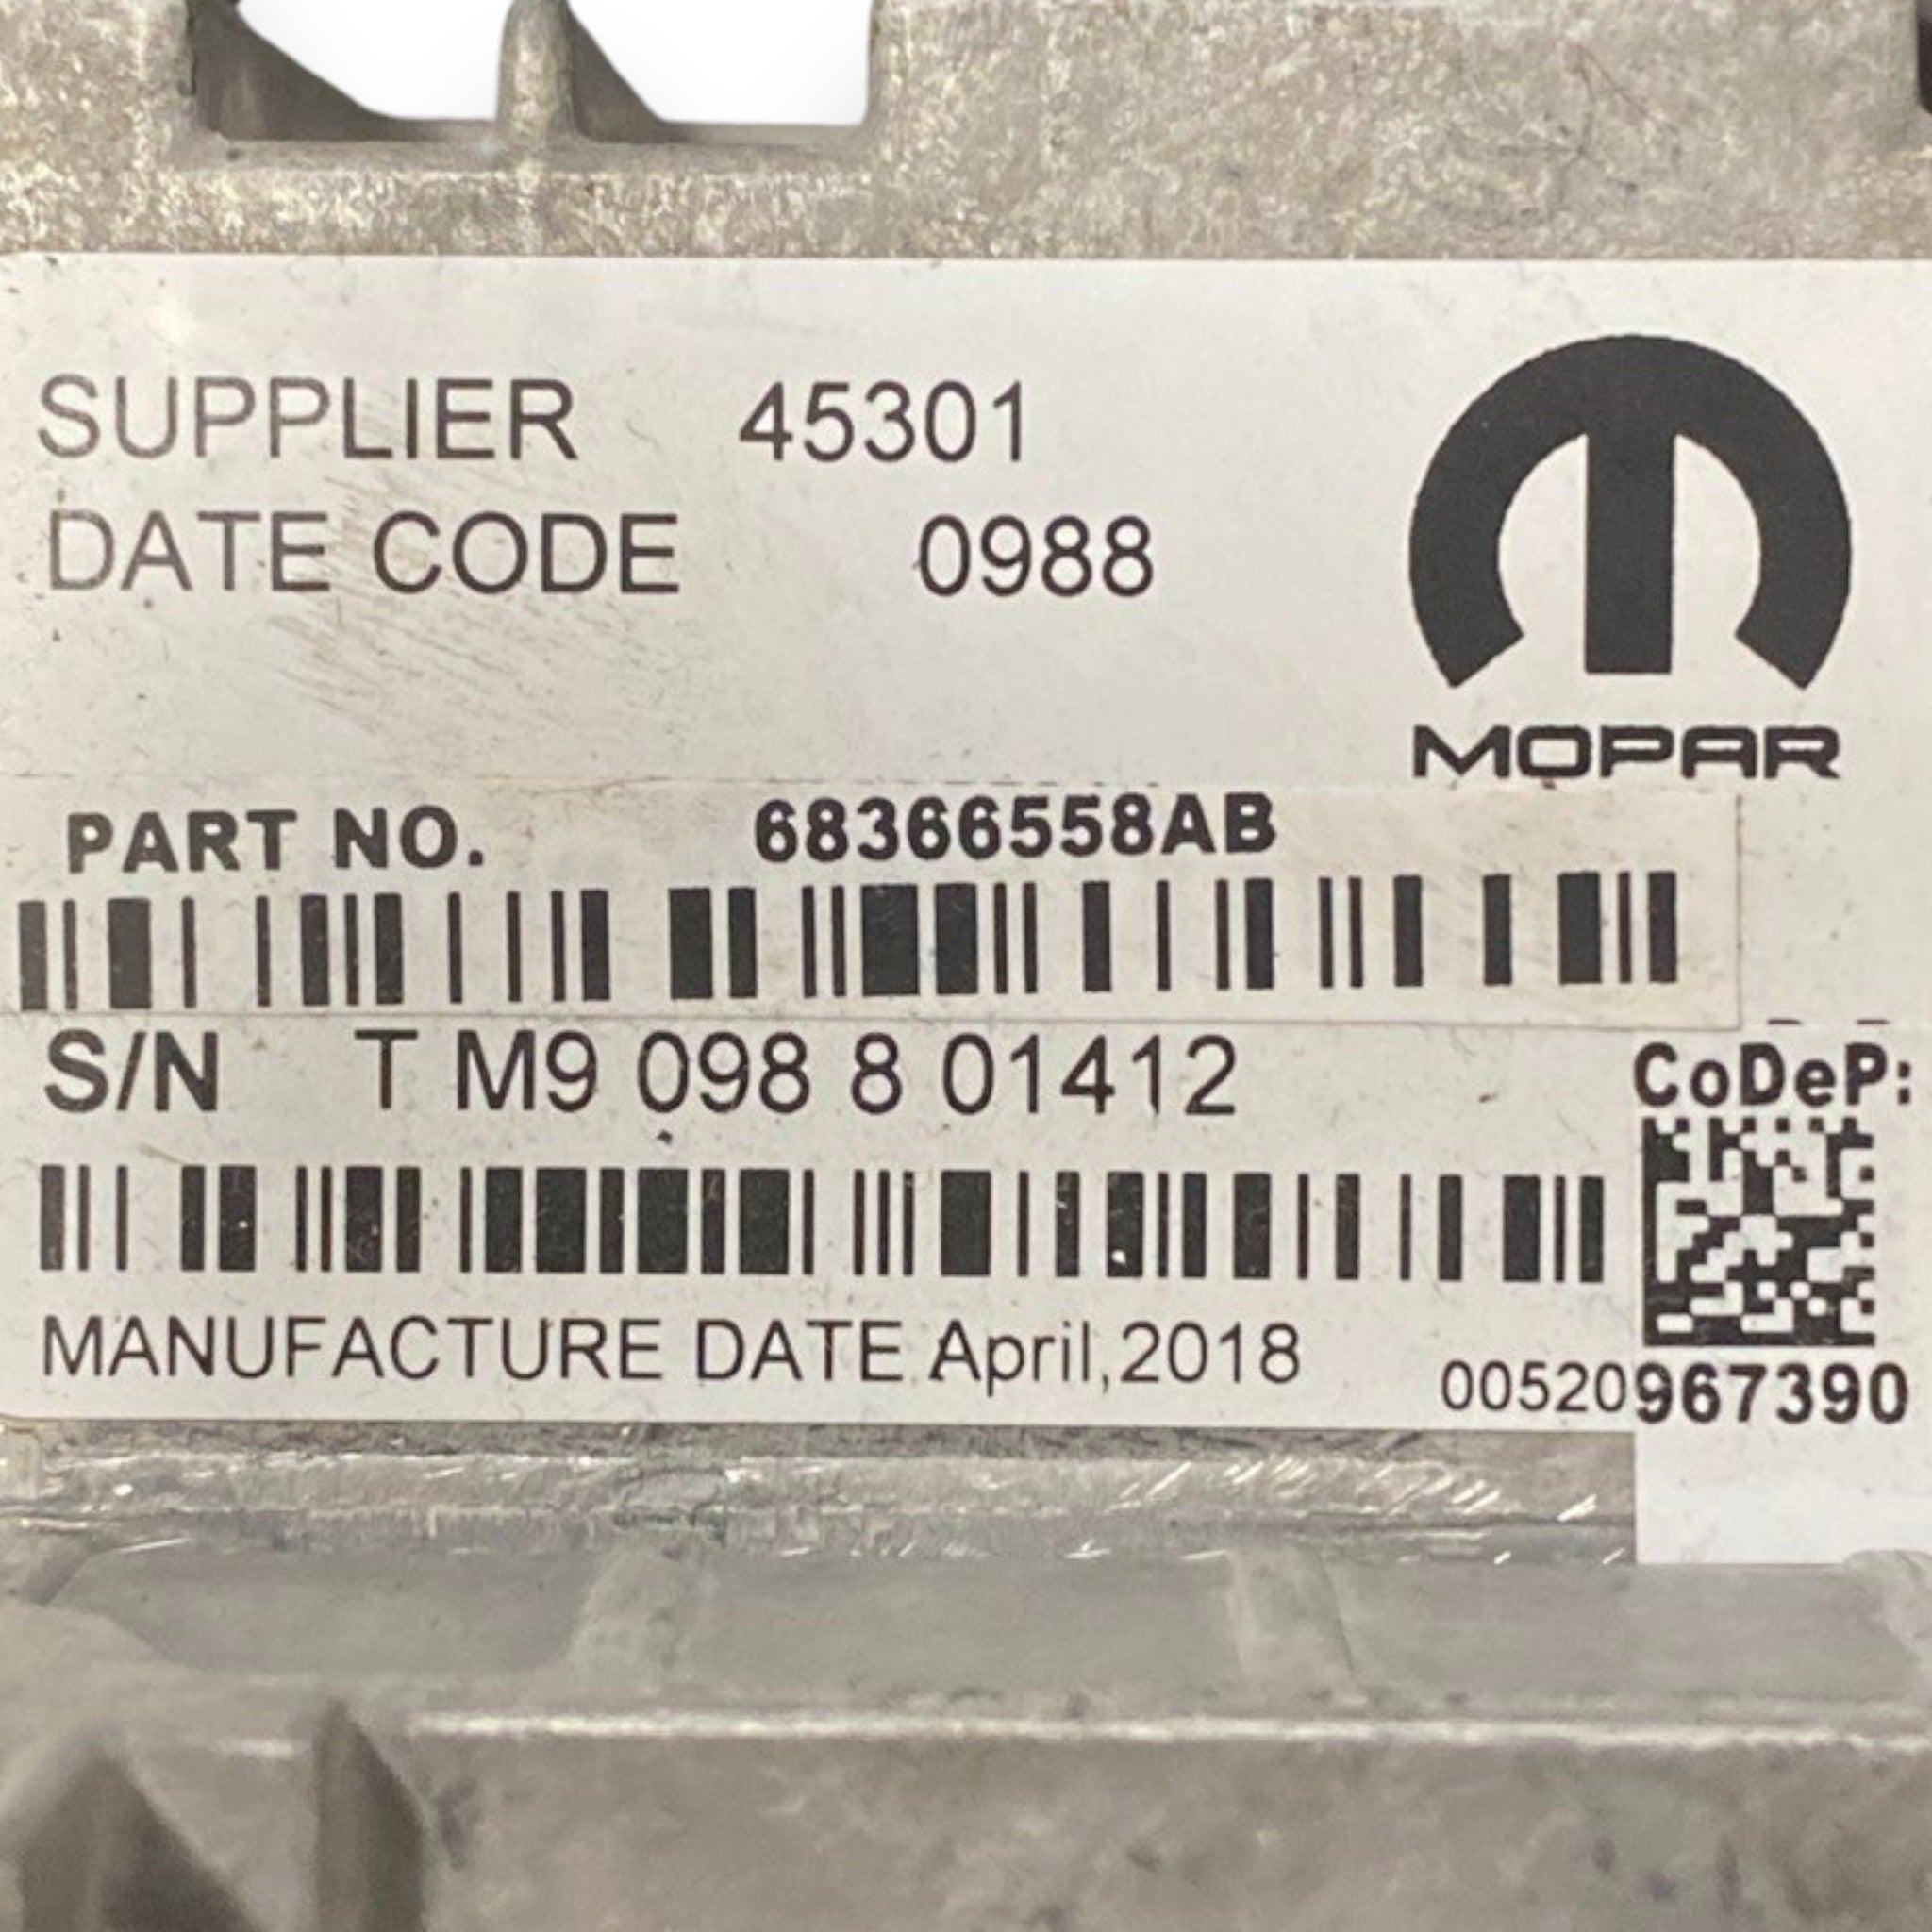 SUPPLIER 45301
DATE CODE 0988
MOPAR
PART NO. 68366558AB
S/N T M9 098 8 01412
CoDeP:
MANUFACTURE DATE April,2018
00520967390